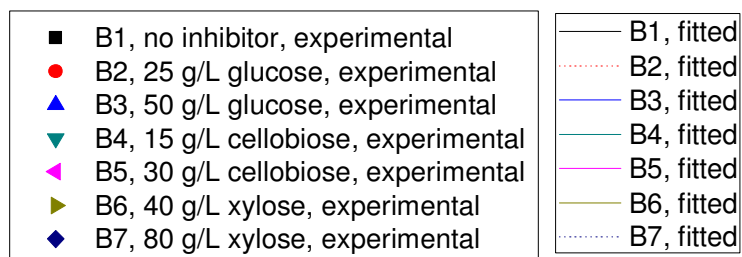 B1, no inhibitor, experimental
B2, 25 g/L glucose, experimental
B3, 50 g/L glucose, experimental
B4, 15 g/L cellobiose, experimental
B5, 30 g/L cellobiose, experimental
B6, 40 g/L xylose, experimental
B7, 80 g/L xylose, experimental
B1, fitted
B2, fitted
B3, fitted
B4, fitted
B5, fitted
B6, fitted
B7, fitted